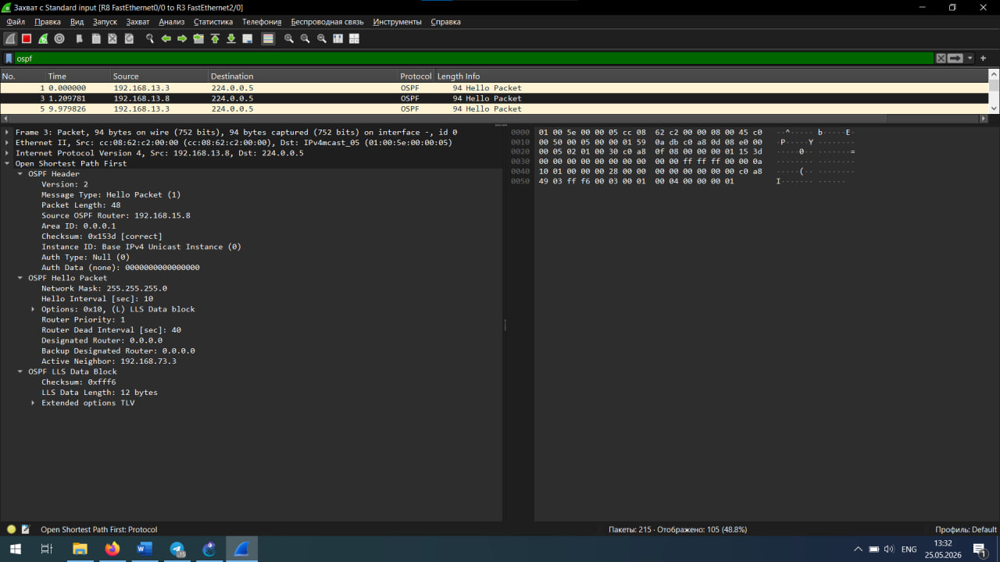 Захват с Standard input [R8 FastEthernet0/0 to R3 FastEthernet2/0]
Файл Правка Вид Запуск Захват Анализ Статистика Телефония Беспроводная связь Инструменты Справка
ospf
No. Time Source Destination Protocol Length Info
1 0.000000 192.168.13.3 224.0.0.5 OSPF 94 Hello Packet
3 1.209781 192.168.13.8 224.0.0.5 OSPF 94 Hello Packet
5 9.979826 192.168.13.3 224.0.0.5 OSPF 94 Hello Packet
Frame 3: Packet, 94 bytes on wire (752 bits), 94 bytes captured (752 bits) on interface -, id 0
Ethernet II, Src: cc:08:62:c2:00:00 (cc:08:62:c2:00:00), Dst: IPv4mcast_05 (01:00:5e:00:00:05)
Internet Protocol Version 4, Src: 192.168.13.8, Dst: 224.0.0.5
Open Shortest Path First
OSPF Header
Version: 2
Message Type: Hello Packet (1)
Packet Length: 48
Source OSPF Router: 192.168.15.8
Area ID: 0.0.0.1
Checksum: 0x153d [correct]
Instance ID: Base IPv4 Unicast Instance (0)
Auth Type: Null (0)
Auth Data (none): 0000000000000000
OSPF Hello Packet
Network Mask: 255.255.255.0
Hello Interval [sec]: 10
Options: 0x10, (L) LLS Data block
Router Priority: 1
Router Dead Interval [sec]: 40
Designated Router: 0.0.0.0
Backup Designated Router: 0.0.0.0
Active Neighbor: 192.168.73.3
OSPF LLS Data Block
Checksum: 0xfff6
LLS Data Length: 12 bytes
Extended options TLV
0000 01 00 5e 00 00 05 cc 08 62 c2 00 00 08 00 45 c0 ··^····· b·····E·
0010 00 50 00 05 00 00 01 59 0a db c0 a8 0d 08 e0 00 ·P·····Y ········
0020 00 05 02 01 00 30 c0 a8 0f 08 00 00 00 01 15 3d ·····0·· ·······=
0030 00 00 00 00 00 00 00 00 00 00 ff ff ff 00 00 0a ········ ········
0040 10 01 00 00 00 28 00 00 00 00 00 00 00 00 c0 a8 ·····(·· ········
0050 49 03 ff f6 00 03 00 01 00 04 00 00 00 01 I······· ······
Open Shortest Path First: Protocol
Пакеты: 215 · Отображено: 105 (48.8%)
Профиль: Default
15
ENG
13:32
25.05.2026
1